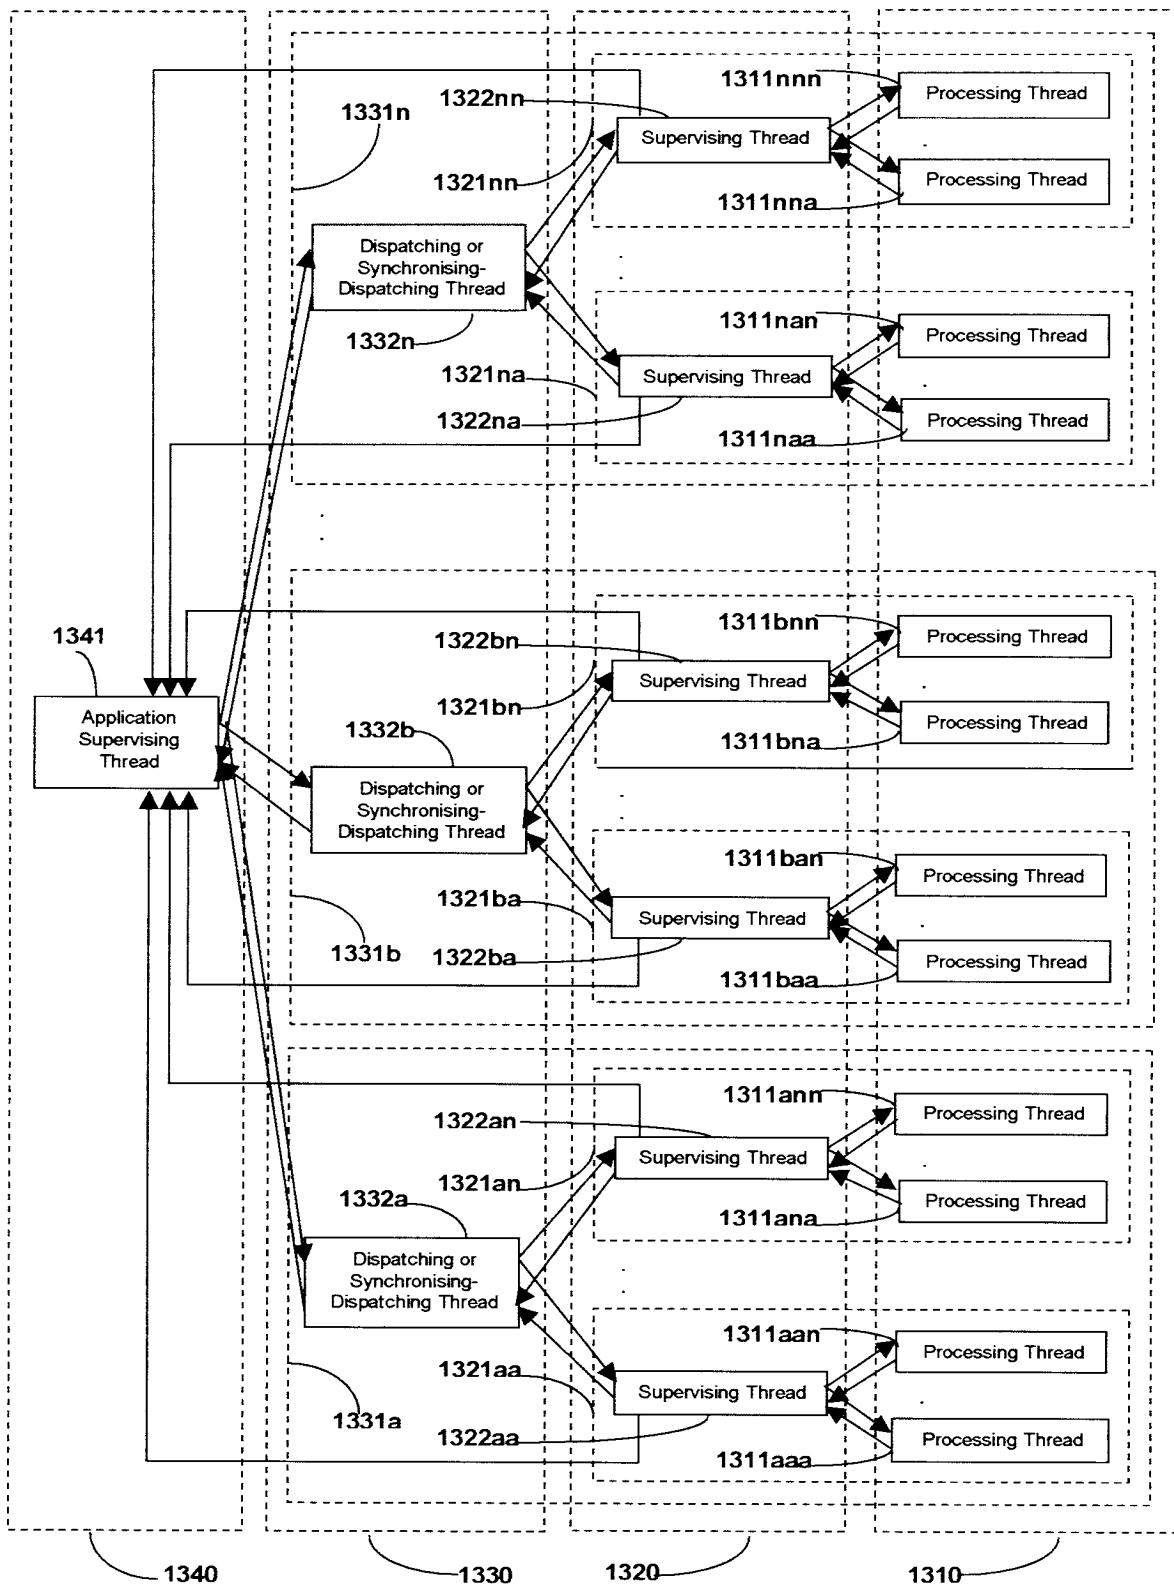 1311nnn
Processing Thread
1322nn
1331n
Supervising Thread
1321nn
Processing Thread
1311nna
Dispatching or
Synchronising-
Dispatching Thread
1332n
1311nan
Processing Thread
1321na
Supervising Thread
1322na
Processing Thread
1311naa
1311bnn
Processing Thread
1341
1322bn
Supervising Thread
1321bn
Processing Thread
1311bna
Application
Supervising
Thread
1332b
Dispatching or
Synchronising-
Dispatching Thread
1311ban
Processing Thread
1321ba
Supervising Thread
1331b
1322ba
Processing Thread
1311baa
1311ann
Processing Thread
1322an
Supervising Thread
1321an
1332a
Processing Thread
1311ana
Dispatching or
Synchronising-
Dispatching Thread
1311aan
Processing Thread
1321aa
Supervising Thread
1331a
1322aa
Processing Thread
1311aaa
1340
1330
1320
1310